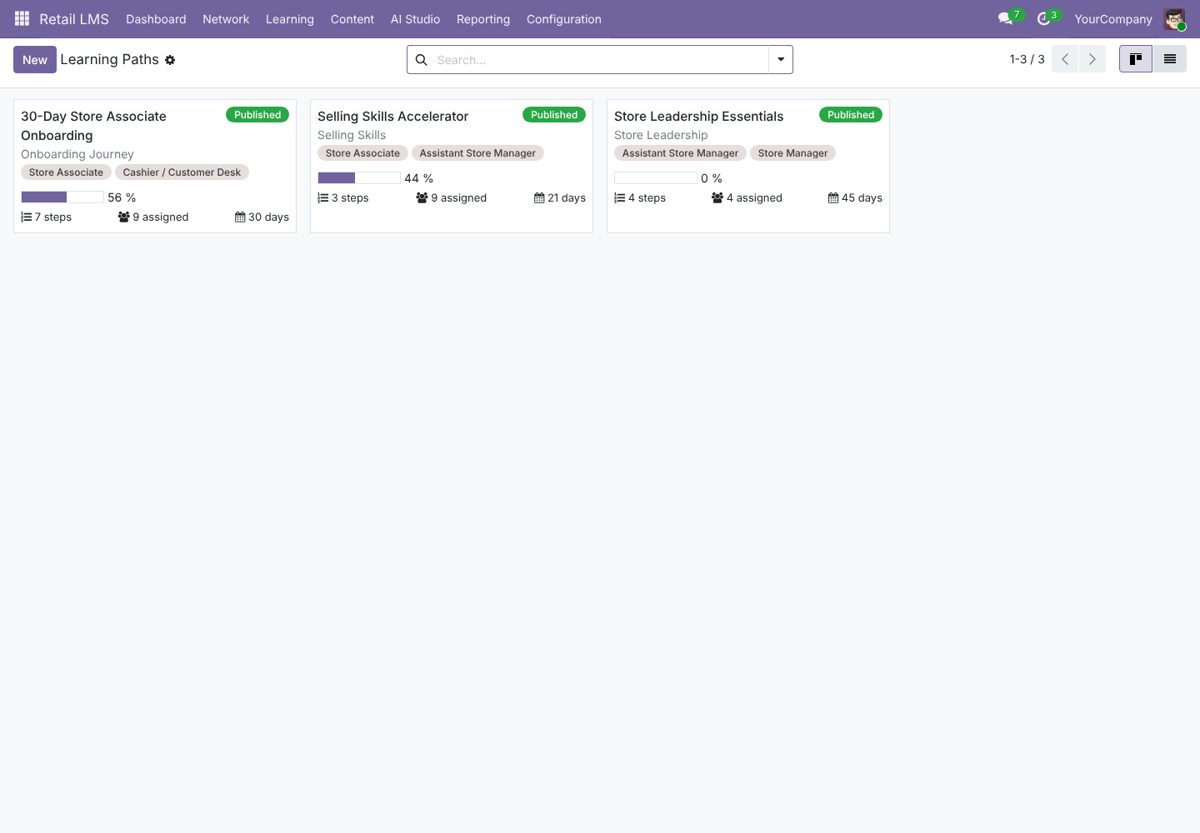 Retail LMS Dashboard Network Learning Content AI Studio Reporting Configuration 7 3 YourCompany
New Learning Paths Search... 1-3 / 3
30-Day Store Associate Onboarding Published
Onboarding Journey
Store Associate Cashier / Customer Desk
56 %
7 steps 9 assigned 30 days
Selling Skills Accelerator Published
Selling Skills
Store Associate Assistant Store Manager
44 %
3 steps 9 assigned 21 days
Store Leadership Essentials Published
Store Leadership
Assistant Store Manager Store Manager
0 %
4 steps 4 assigned 45 days